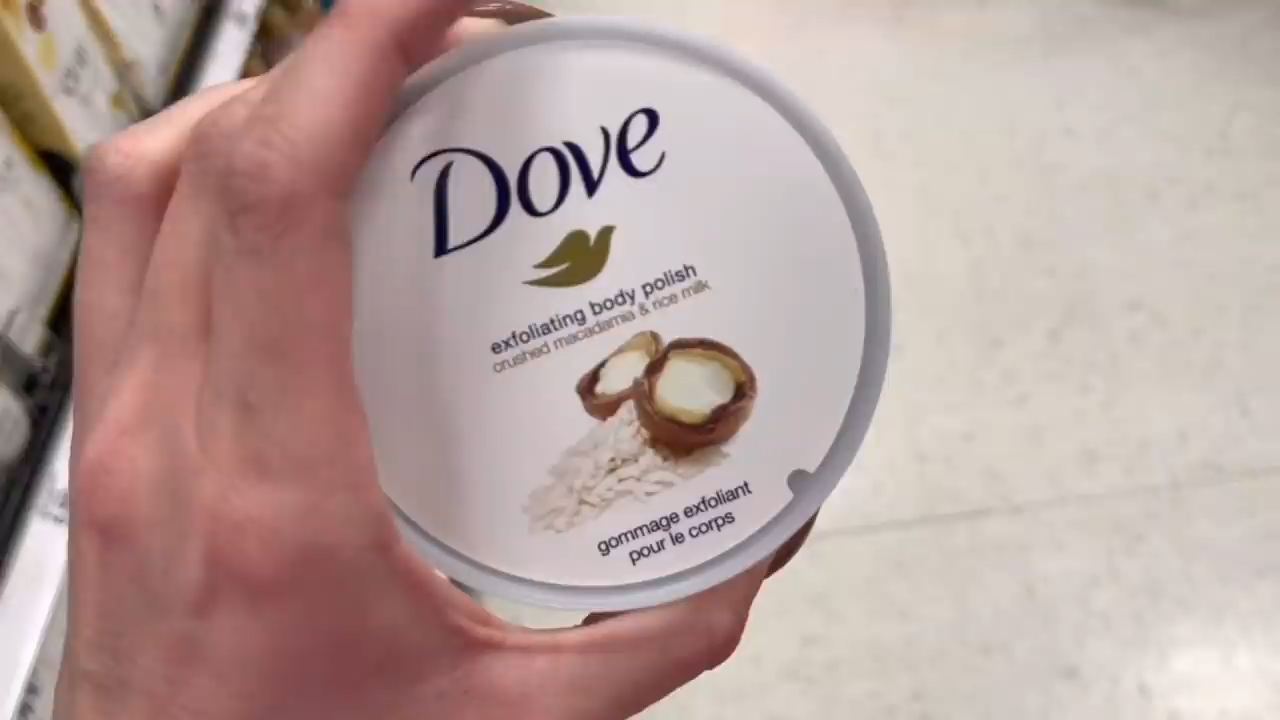 Dove
exfoliating body polish
crushed macadamia & rice milk
gommage exfoliant
pour le corps